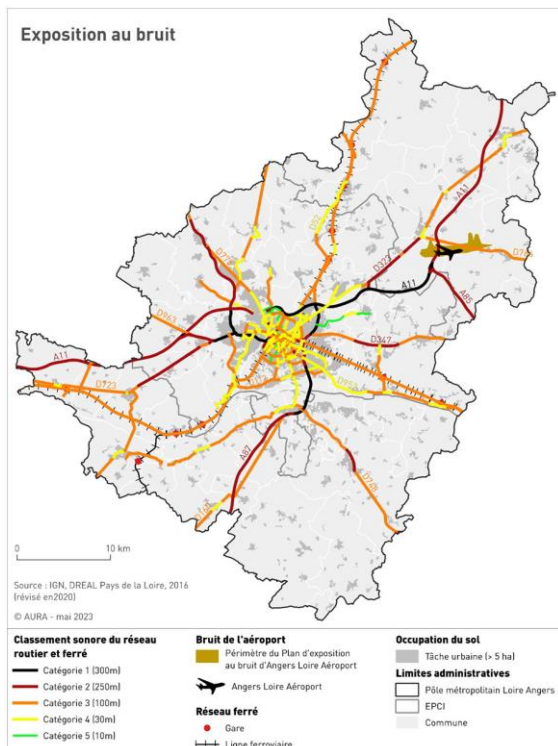 Exposition au bruit
A11
D323
A11
A85
D347
D963
A11
D723
A87
0 10 km
Source : IGN, DREAL Pays de la Loire, 2016
(révisé en2020)
© AURA - mai 2023
Classement sonore du réseau
routier et ferré
Catégorie 1 (300m)
Catégorie 2 (250m)
Catégorie 3 (100m)
Catégorie 4 (30m)
Catégorie 5 (10m)
Bruit de l'aéroport
Périmètre du Plan d'exposition
au bruit d'Angers Loire Aéroport
Angers Loire Aéroport
Réseau ferré
Gare
Ligne ferroviaire
Occupation du sol
Tâche urbaine (> 5 ha)
Limites administratives
Pôle métropolitain Loire Angers
EPCI
Commune